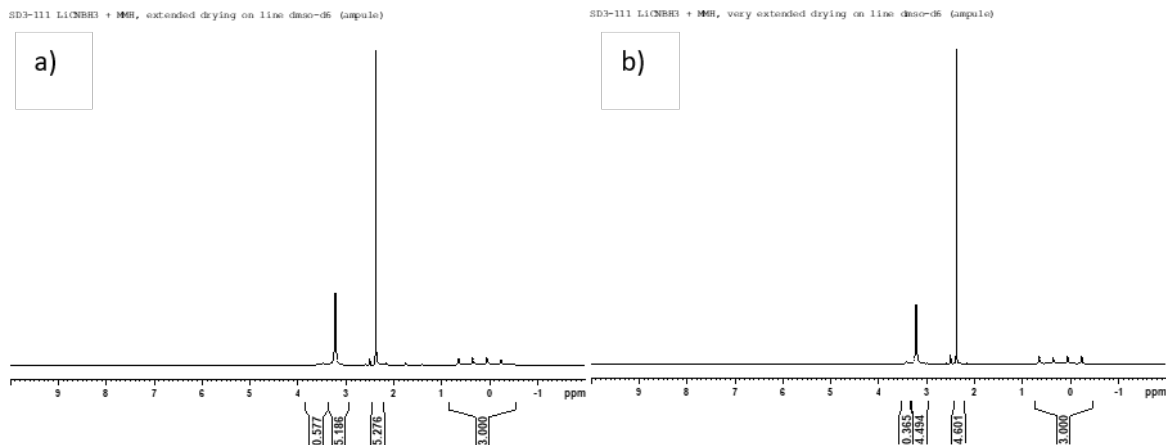 SD3-111 LiCNBH3 + MMH, extended drying on line dmso-d6 (ampule)
a)
9 8 7 6 5 4 3 2 1 0 -1 ppm
0.577
5.186
5.276
3.000
SD3-111 LiCNBH3 + MMH, very extended drying on line dmso-d6 (ampule)
b)
9 8 7 6 5 4 3 2 1 0 -1 ppm
0.365
4.494
4.601
3.000